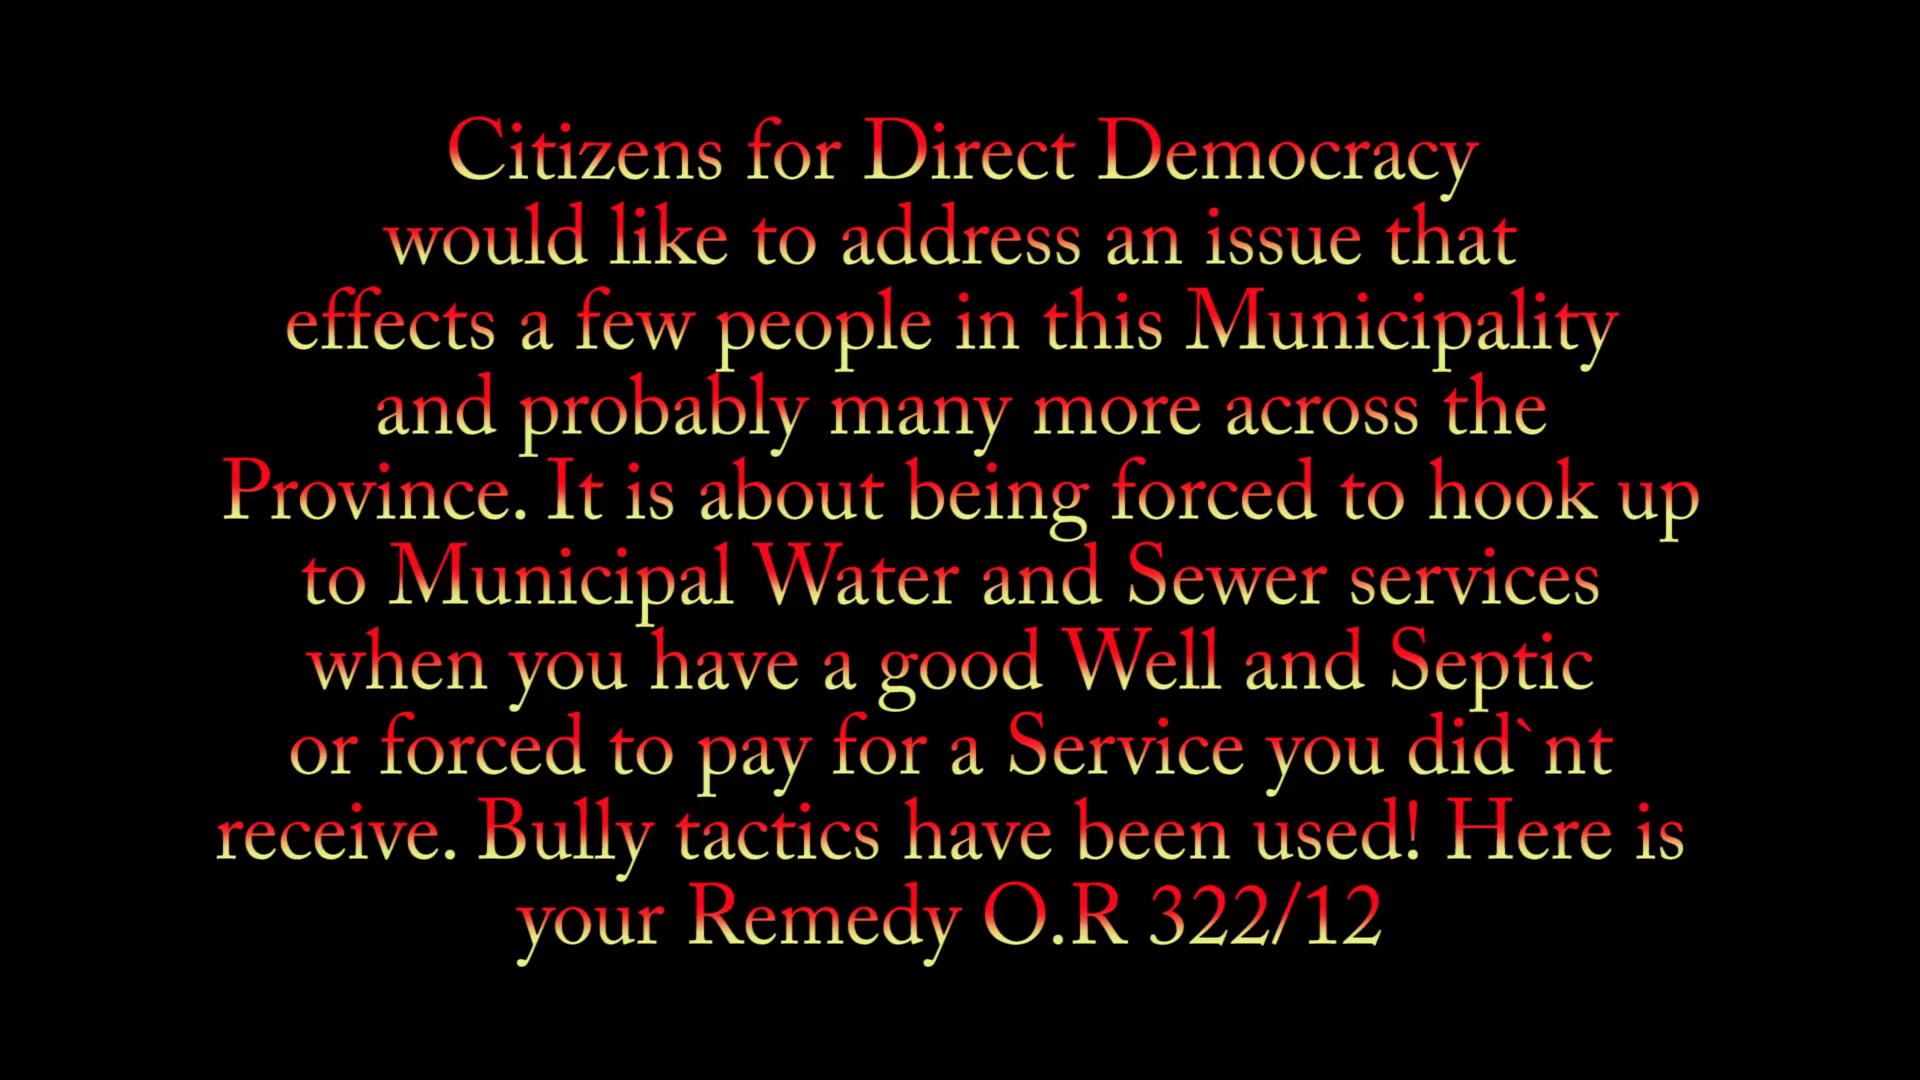 Citizens for Direct Democracy
would like to address an issue that
effects a few people in this Municipality
and probably many more across the
Province. It is about being forced to hook up
to Municipal Water and Sewer services
when you have a good Well and Septic
or forced to pay for a Service you did`nt
receive. Bully tactics have been used! Here is
your Remedy O.R 322/12